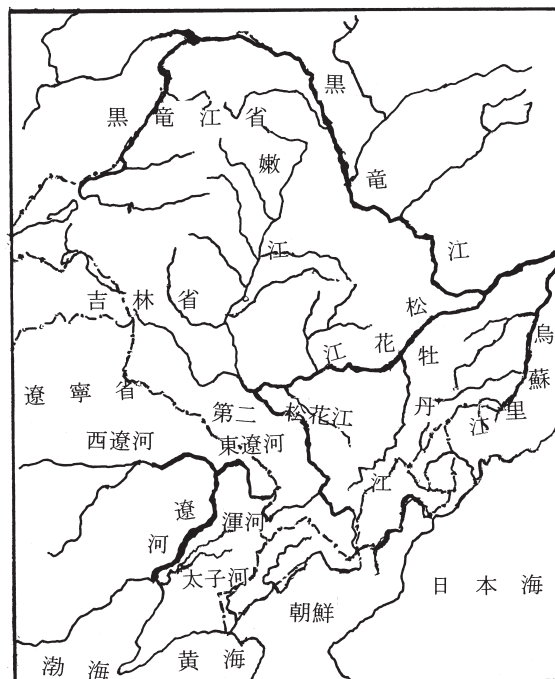 黒竜江省
黒竜江
嫩江
吉林省
松花江
牡丹江
烏蘇里江
遼寧省
第二松花江
西遼河
東遼河
遼河
渾河
太子河
朝鮮
日本海
渤海
黄海